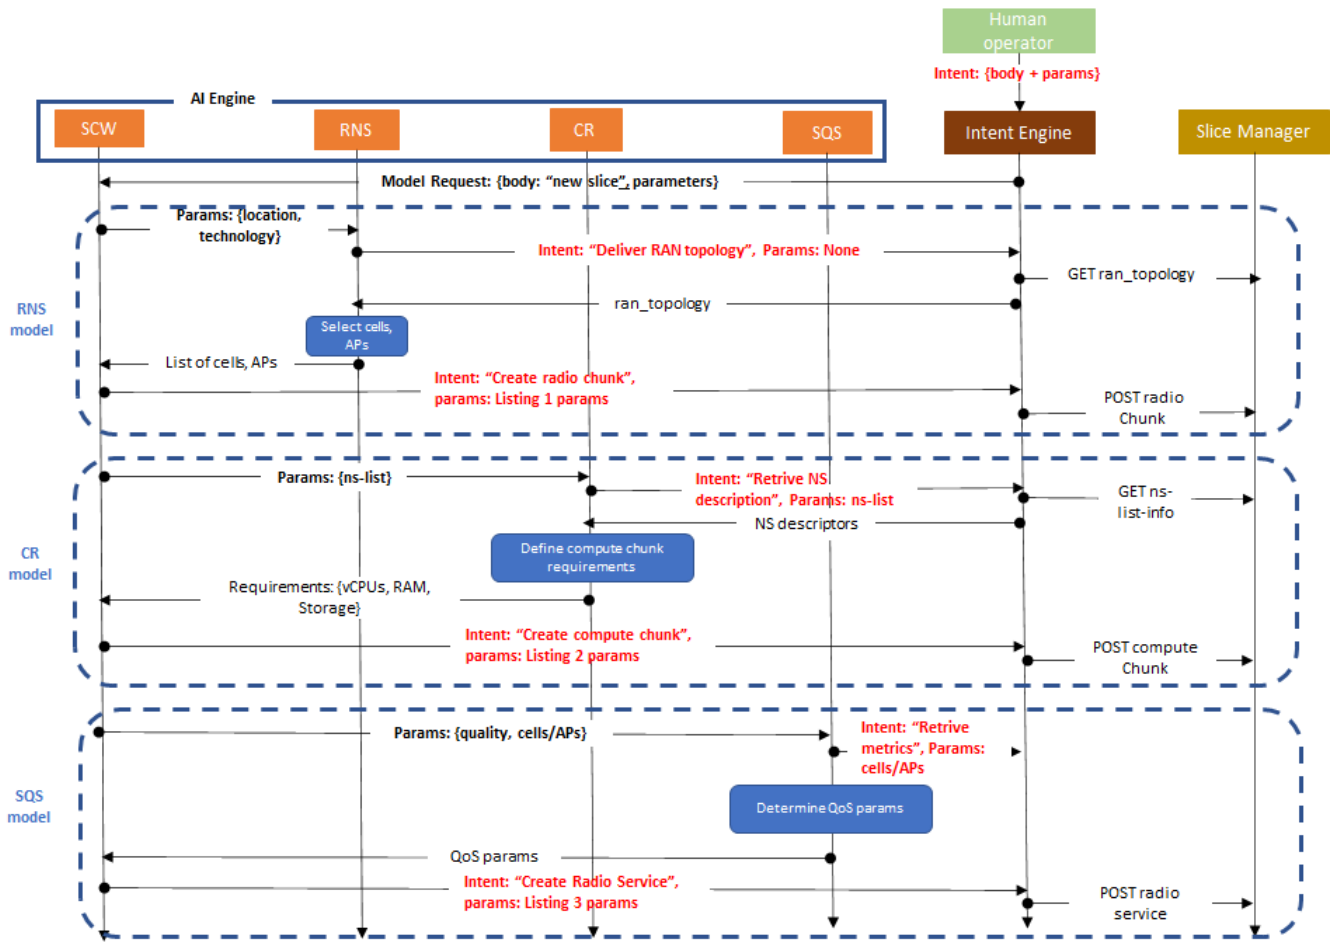 Human
operator
Intent: {body + params}
AI Engine
SCW
RNS
CR
SQS
Intent Engine
Slice Manager
Model Request: {body: “new slice”, parameters}
Params: {location,
technology}
Intent: “Deliver RAN topology”, Params: None
GET ran_topology
ran_topology
RNS
model
Select cells,
APs
List of cells, APs
Intent: “Create radio chunk”,
params: Listing 1 params
POST radio
Chunk
Params: {ns-list}
Intent: “Retrive NS
description”, Params: ns-list
GET ns-
list-info
NS descriptors
CR
model
Define compute chunk
requirements
Requirements: {vCPUs, RAM,
Storage}
Intent: “Create compute chunk”,
params: Listing 2 params
POST compute
Chunk
Params: {quality, cells/APs}
Intent: “Retrive
metrics”, Params:
cells/APs
SQS
model
Determine QoS params
QoS params
Intent: “Create Radio Service”,
params: Listing 3 params
POST radio
service